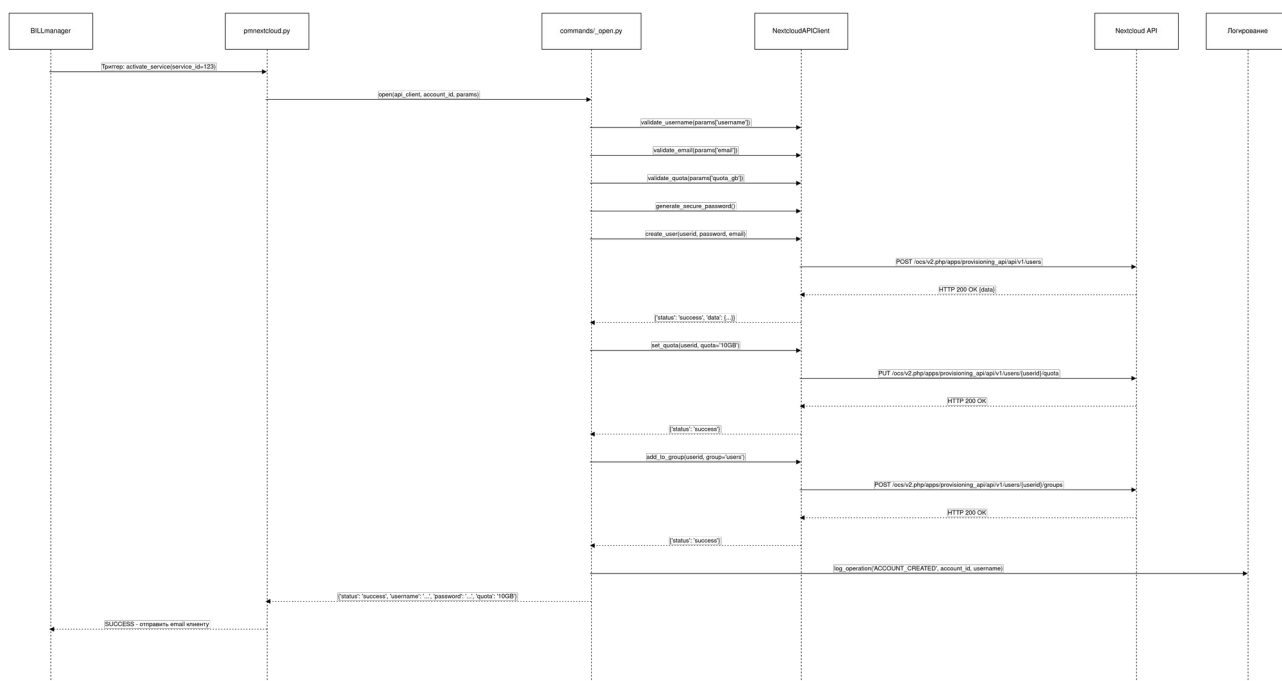 BILLmanager
pmnextcloud.py
commands/_open.py
NextcloudAPIClient
Nextcloud API
Логирование
Триггер: activate_service(service_id=123)
open(api_client, account_id, params)
validate_username(params['username'])
validate_email(params['email'])
validate_quota(params['quota_gb'])
generate_secure_password()
create_user(userid, password, email)
POST /ocs/v2.php/apps/provisioning_api/api/v1/users
HTTP 200 OK {data}
{'status': 'success', 'data': {...}}
set_quota(userid, quota='10GB')
PUT /ocs/v2.php/apps/provisioning_api/api/v1/users/{userid}/quota
HTTP 200 OK
{'status': 'success'}
add_to_group(userid, group='users')
POST /ocs/v2.php/apps/provisioning_api/api/v1/users/{userid}/groups
HTTP 200 OK
{'status': 'success'}
log_operation('ACCOUNT_CREATED', account_id, username)
{'status': 'success', 'username': '...', 'password': '...', 'quota': '10GB'}
SUCCESS - отправить email клиенту